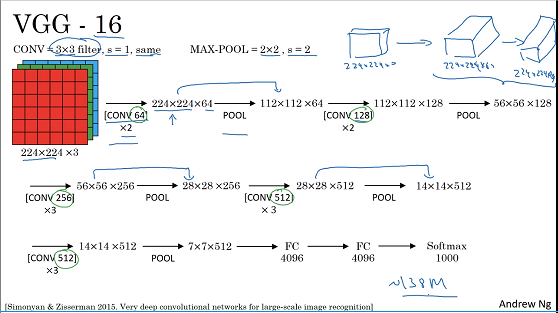 VGG - 16
CONV = 3×3 filter, s = 1, same
MAX-POOL = 2×2 , s = 2
224×224×3
224×224×64
224×224×64
224×224 ×3
[CONV 64]
×2
224×224×64
POOL
112×112 ×64
[CONV 128]
×2
112×112 ×128
POOL
56×56 ×128
[CONV 256]
×3
56×56 ×256
POOL
28×28 ×256
[CONV 512]
×3
28×28 ×512
POOL
14×14×512
[CONV 512]
×3
14×14 ×512
POOL
7×7×512
FC
4096
FC
4096
Softmax
1000
~138M
[Simonyan & Zisserman 2015. Very deep convolutional networks for large-scale image recognition]
Andrew Ng